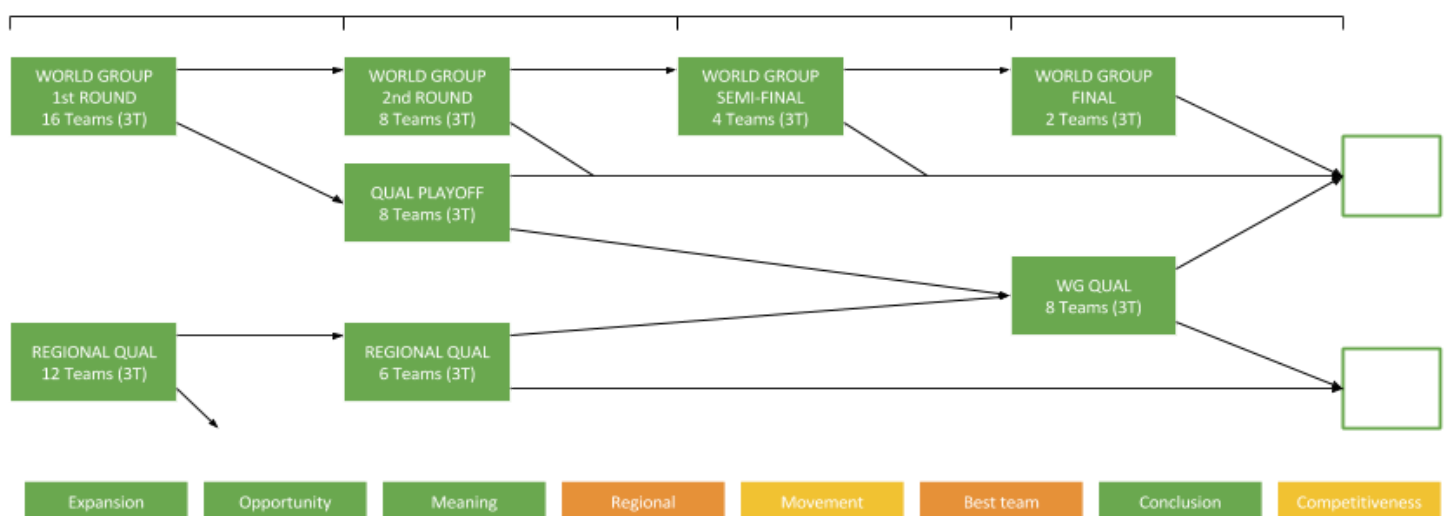 WORLD GROUP
1st ROUND
16 Teams (3T)
WORLD GROUP
2nd ROUND
8 Teams (3T)
WORLD GROUP
SEMI-FINAL
4 Teams (3T)
WORLD GROUP
FINAL
2 Teams (3T)
QUAL PLAYOFF
8 Teams (3T)
WG QUAL
8 Teams (3T)
REGIONAL QUAL
12 Teams (3T)
REGIONAL QUAL
6 Teams (3T)
Expansion
Opportunity
Meaning
Regional
Movement
Best team
Conclusion
Competitiveness